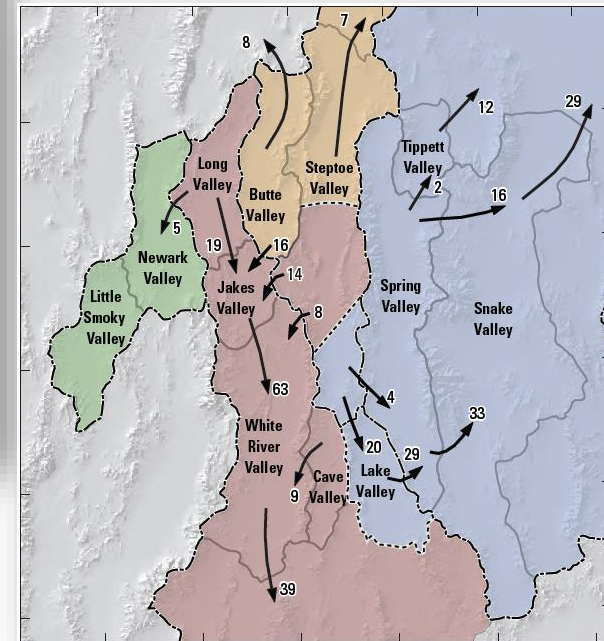 7
8
12
29
Tippett
Valley
Long
Valley
Steptoe
Valley
Butte
Valley
2
16
5
19
16
Newark
Valley
14
Jakes
Valley
Spring
Valley
Little
Smoky
Valley
Snake
Valley
8
63
4
White
River
Valley
33
20
29
Cave
Valley
Lake
Valley
9
39